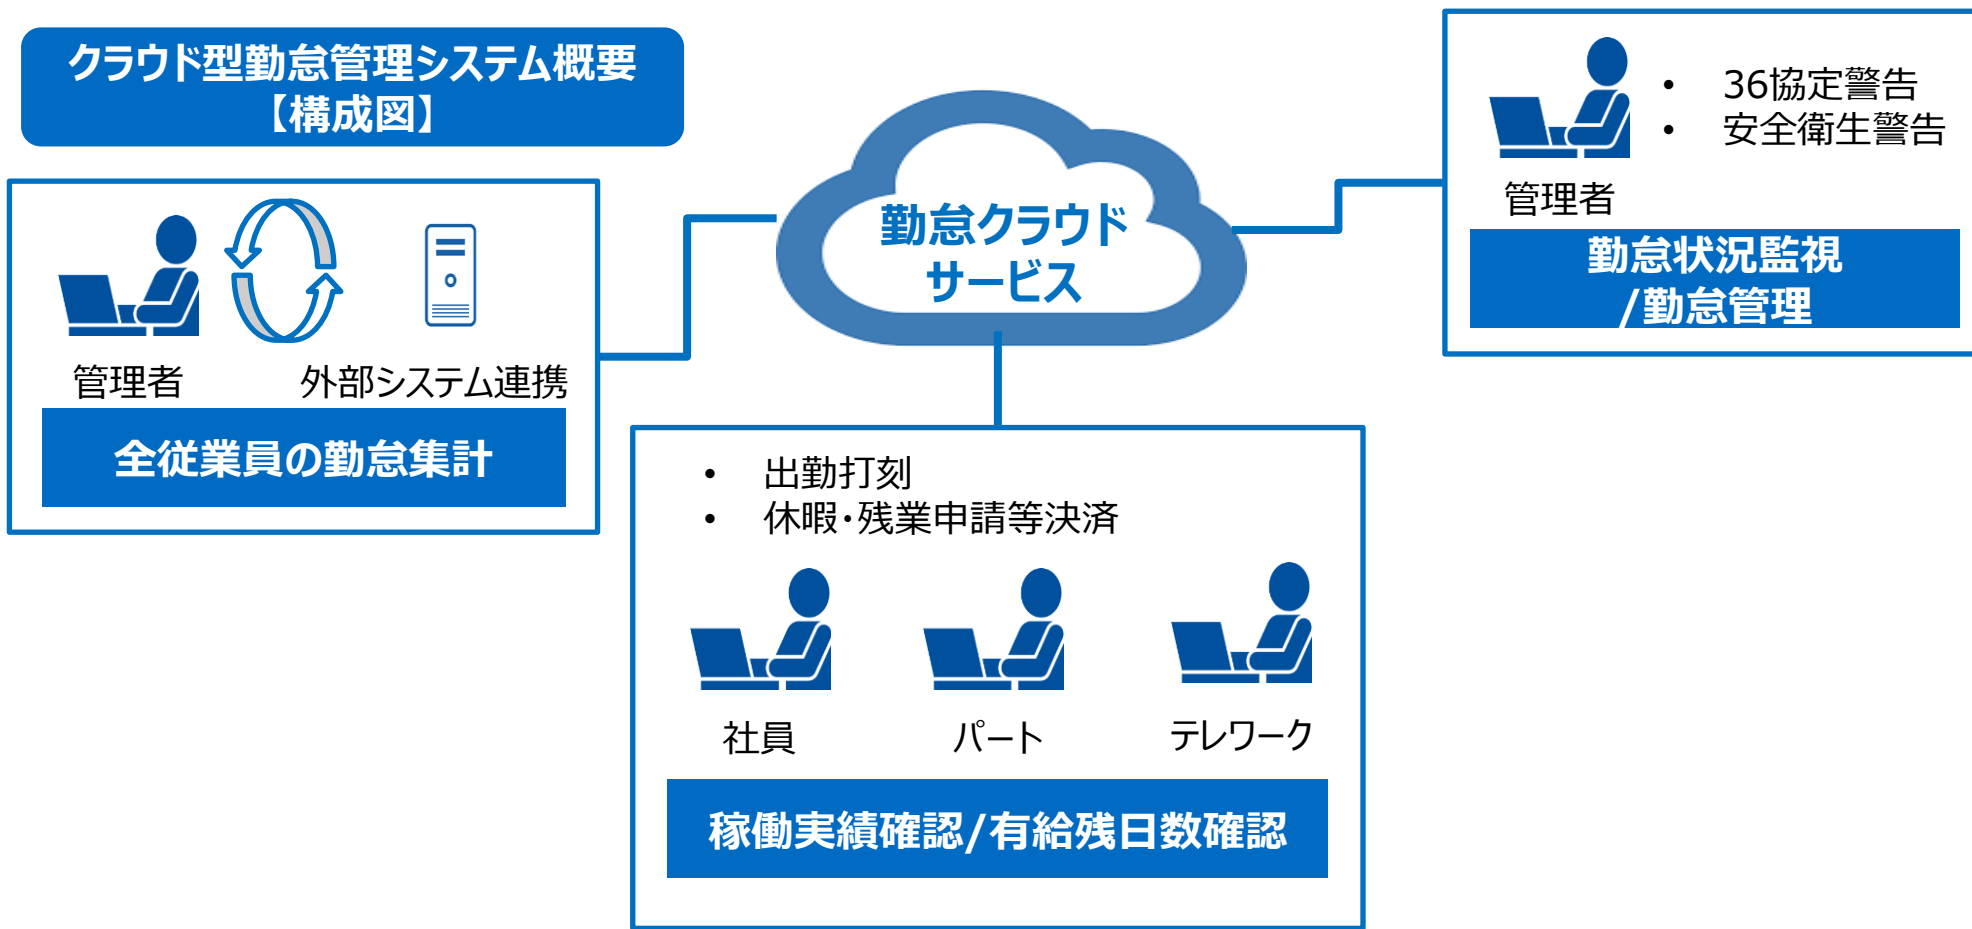 クラウド型勤怠管理システム概要
【構成図】
管理者
外部システム連携
全従業員の勤怠集計
勤怠クラウド
サービス
• 36協定警告
• 安全衛生警告
管理者
勤怠状況監視
/勤怠管理
• 出勤打刻
• 休暇・残業申請等決済
社員
パート
テレワーク
稼働実績確認/有給残日数確認